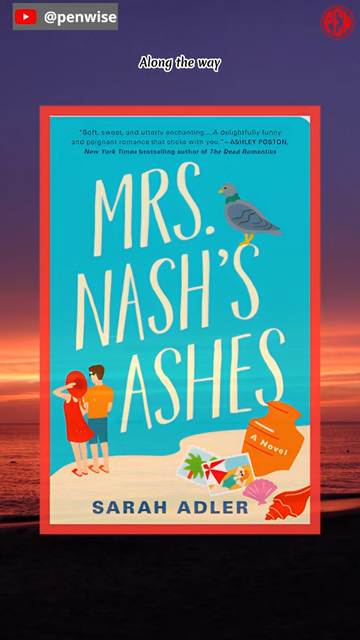 @penwise
PEN
Along the way
"Soft, sweet, and utterly enchanting.... A delightfully funny
and poignant romance that sticks with you." —ASHLEY POSTON,
New York Times bestselling author of The Dead Romantics
MRS.
NASH'S
ASHES
A Novel
SARAH ADLER